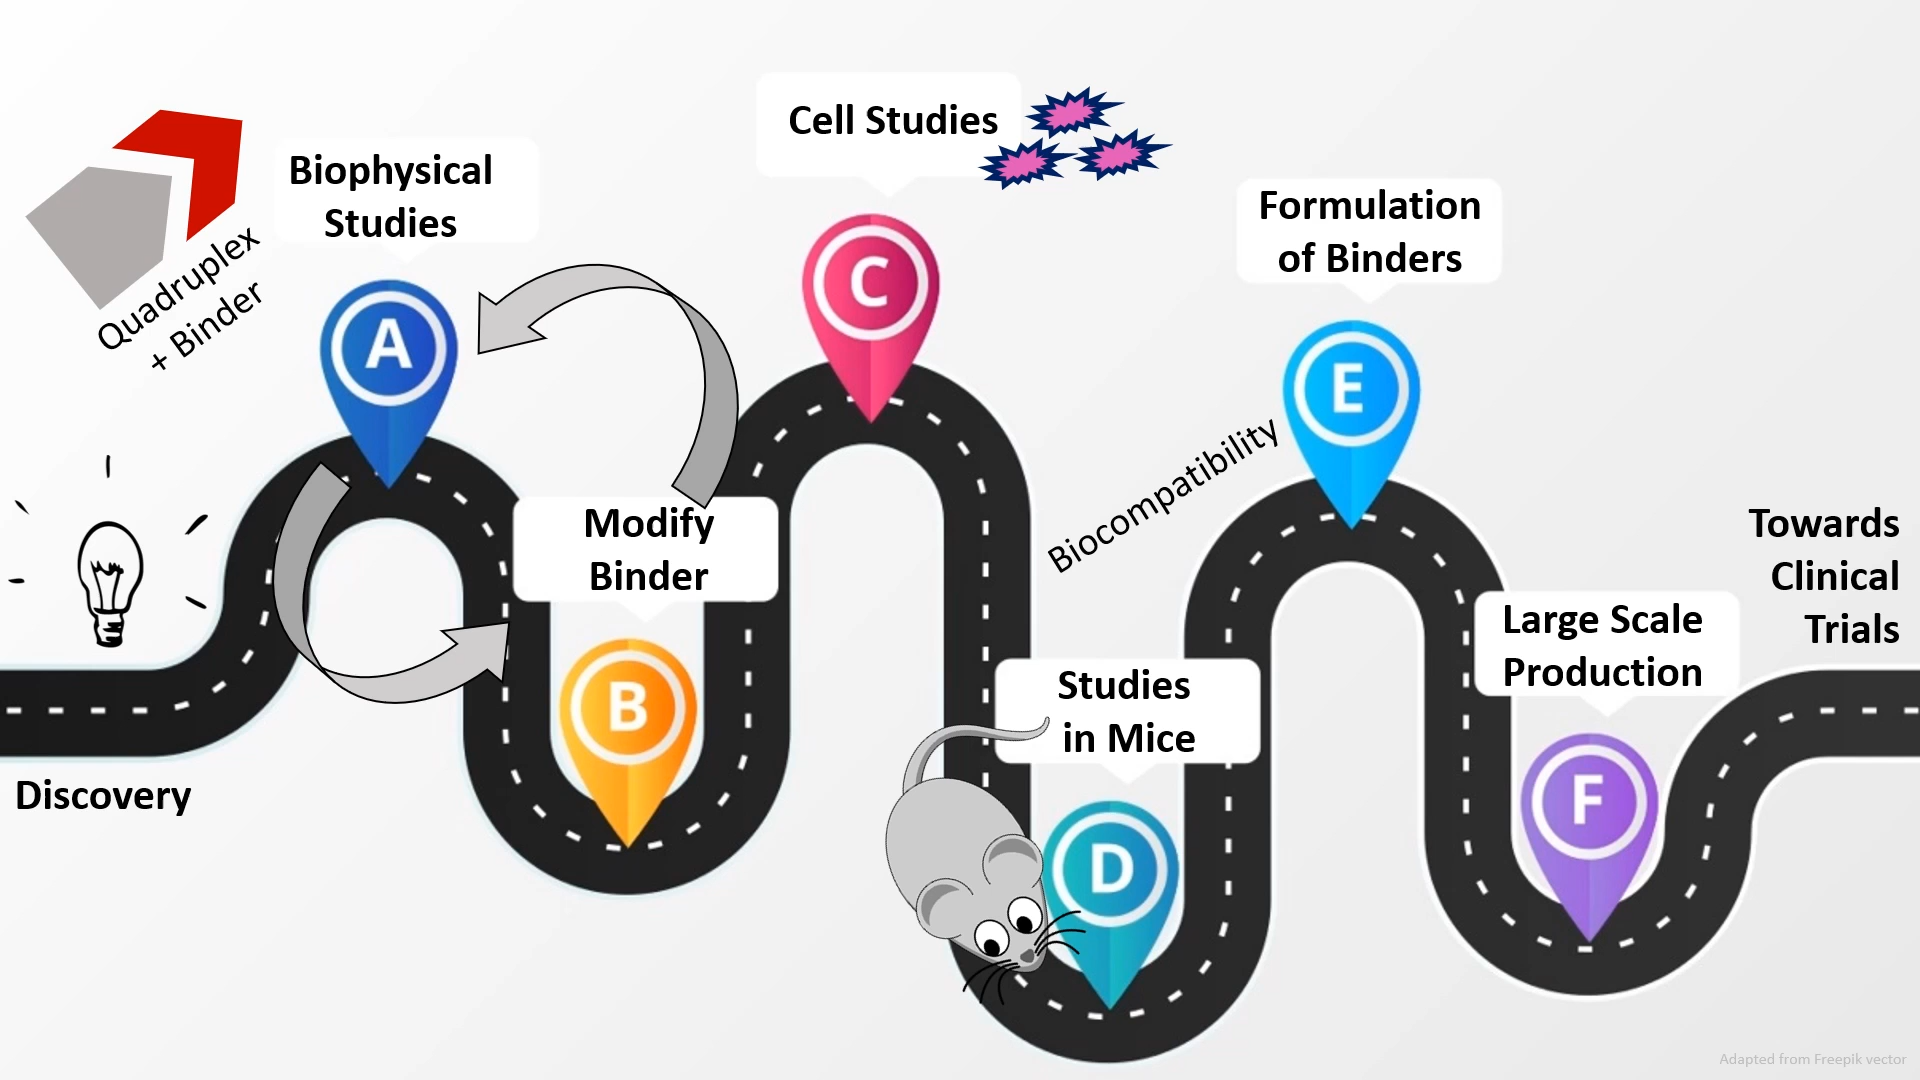 Quadruplex
+ Binder
Biophysical
Studies
A
Discovery
Modify
Binder
B
Cell Studies
C
Studies
in Mice
D
Biocompatibility
Formulation
of Binders
E
Large Scale
Production
F
Towards
Clinical
Trials
Adapted from Freepik vector